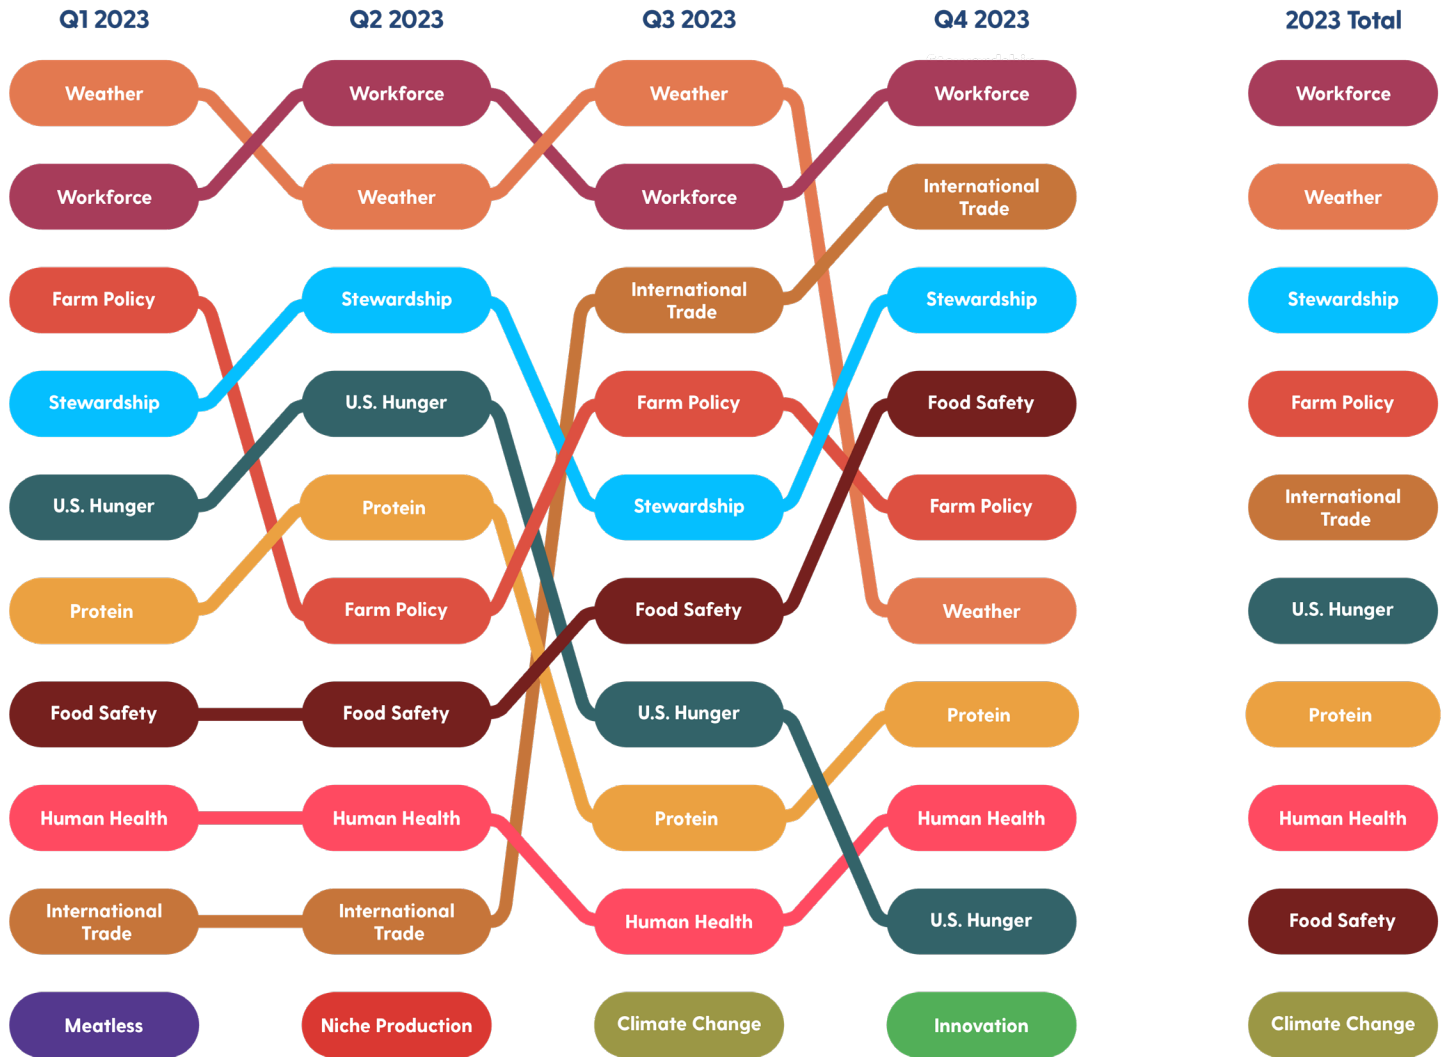 Q1 2023 Q2 2023 Q3 2023 Q4 2023 2023 Total
Weather Workforce Weather Workforce Workforce
Workforce Weather Workforce International Trade Weather
Farm Policy Stewardship International Trade Stewardship Stewardship
Stewardship U.S. Hunger Farm Policy Food Safety Farm Policy
U.S. Hunger Protein Stewardship Farm Policy International Trade
Protein Farm Policy Food Safety Weather U.S. Hunger
Food Safety Food Safety U.S. Hunger Protein Protein
Human Health Human Health Protein Human Health Human Health
International Trade International Trade Human Health U.S. Hunger Food Safety
Meatless Niche Production Climate Change Innovation Climate Change